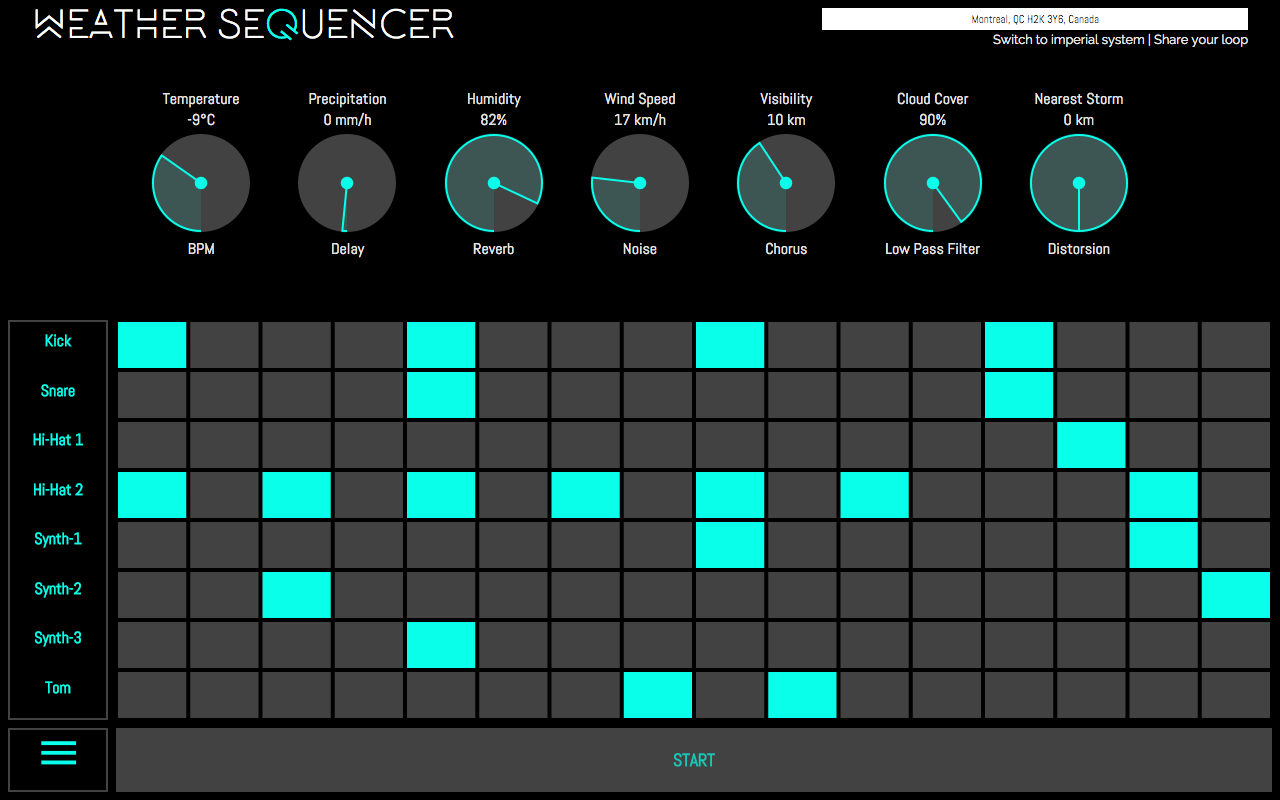 WEATHER SEQUENCER
Montreal, QC H2K 3Y6, Canada
Switch to imperial system | Share your loop
Temperature
-9°C
BPM
Precipitation
0 mm/h
Delay
Humidity
82%
Reverb
Wind Speed
17 km/h
Noise
Visibility
10 km
Chorus
Cloud Cover
90%
Low Pass Filter
Nearest Storm
0 km
Distorsion
Kick
Snare
Hi-Hat 1
Hi-Hat 2
Synth-1
Synth-2
Synth-3
Tom
START